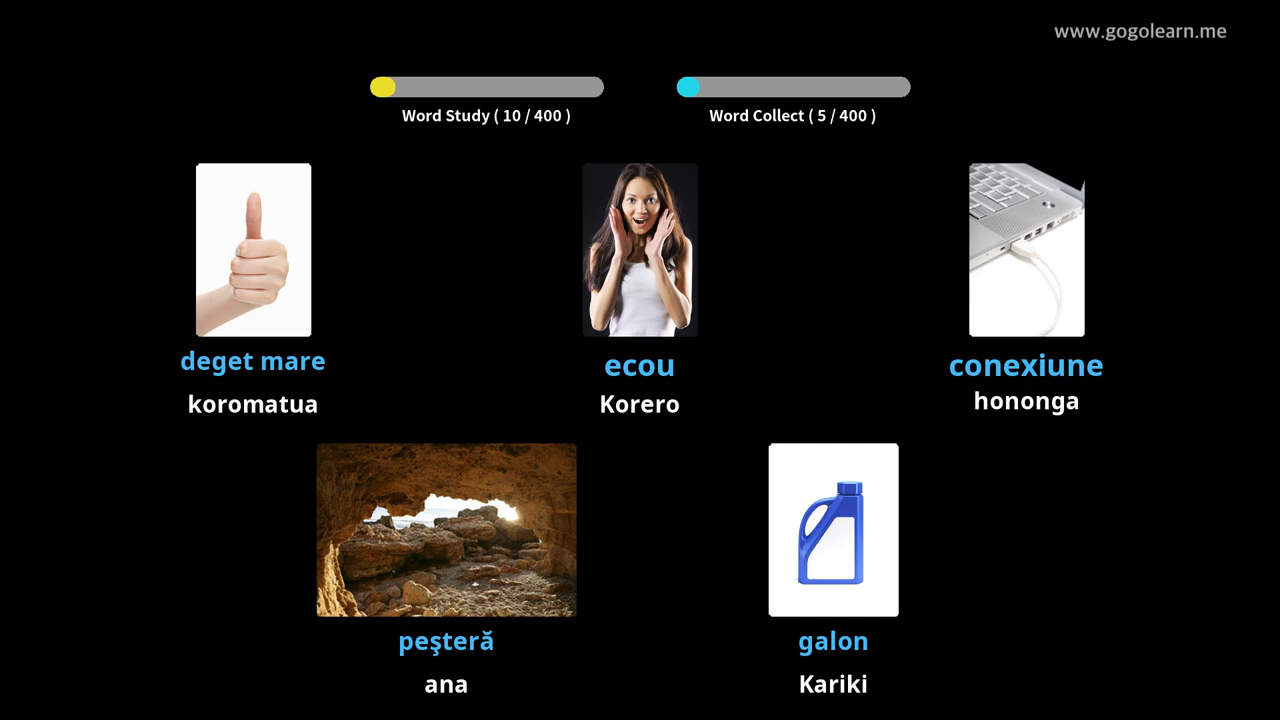 www.gogolearn.me
Word Study ( 10 / 400 )
Word Collect ( 5 / 400 )
deget mare
koromatua
ecou
Korero
conexiune
hononga
peşteră
ana
galon
Kariki